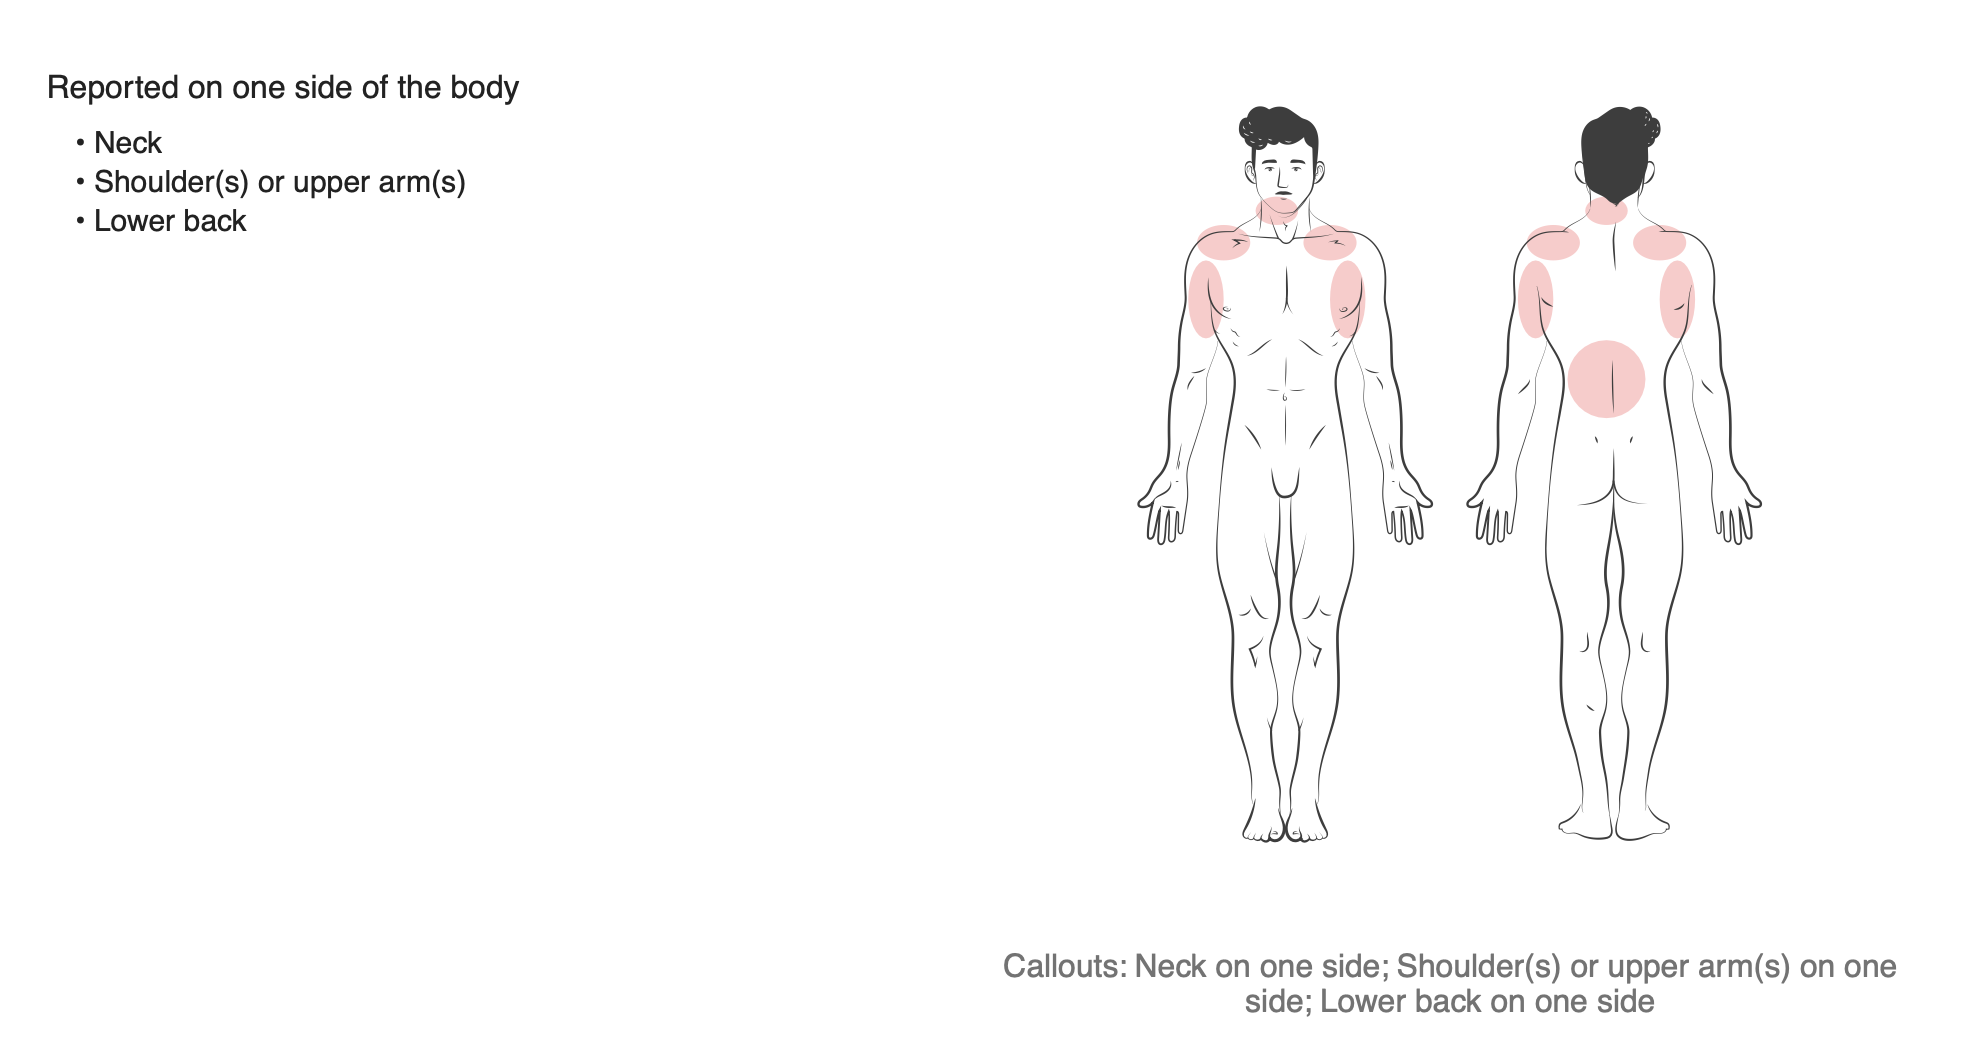 Reported on one side of the body
• Neck
• Shoulder(s) or upper arm(s)
• Lower back
Callouts: Neck on one side; Shoulder(s) or upper arm(s) on one
side; Lower back on one side